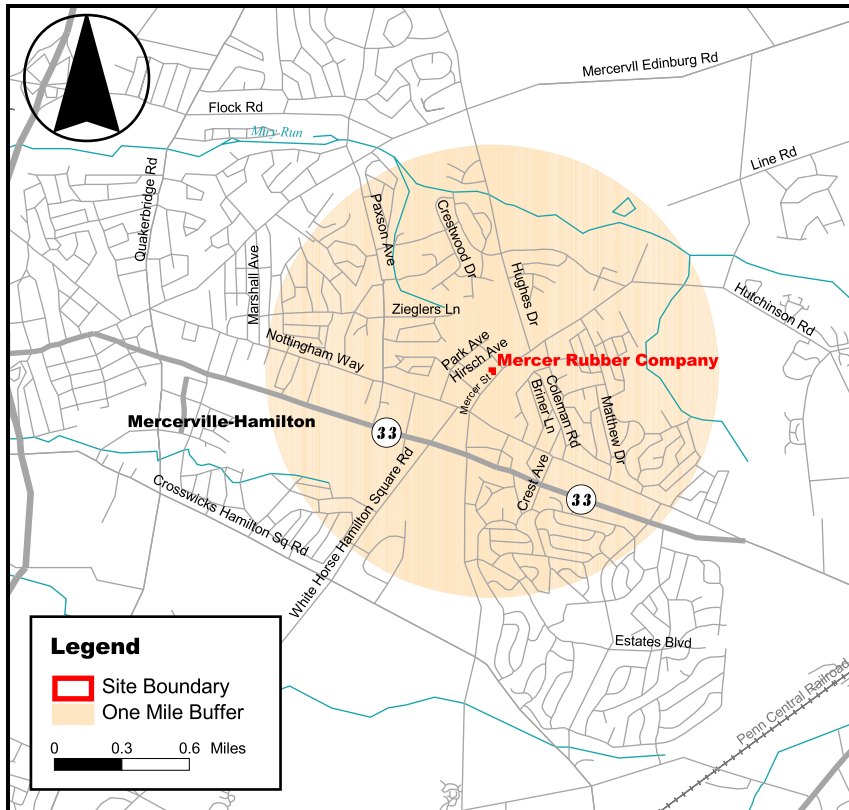 Mercervll Edinburg Rd
Flock Rd
Miry Run
Line Rd
Quakerbridge Rd
Paxson Ave
Crestwood Dr
Marshall Ave
Hughes Dr
Hutchinson Rd
Zieglers Ln
Nottingham Way
Park Ave
Hirsch Ave
Mercer Rubber Company
Mercer St
Coleman Rd
Briner Ln
Matthew Dr
Mercerville-Hamilton
33
Crest Ave
33
White Horse Hamilton Square Rd
Crosswicks Hamilton Sq Rd
Estates Blvd
Penn Central Railroad
Legend
Site Boundary
One Mile Buffer
0 0.3 0.6 Miles